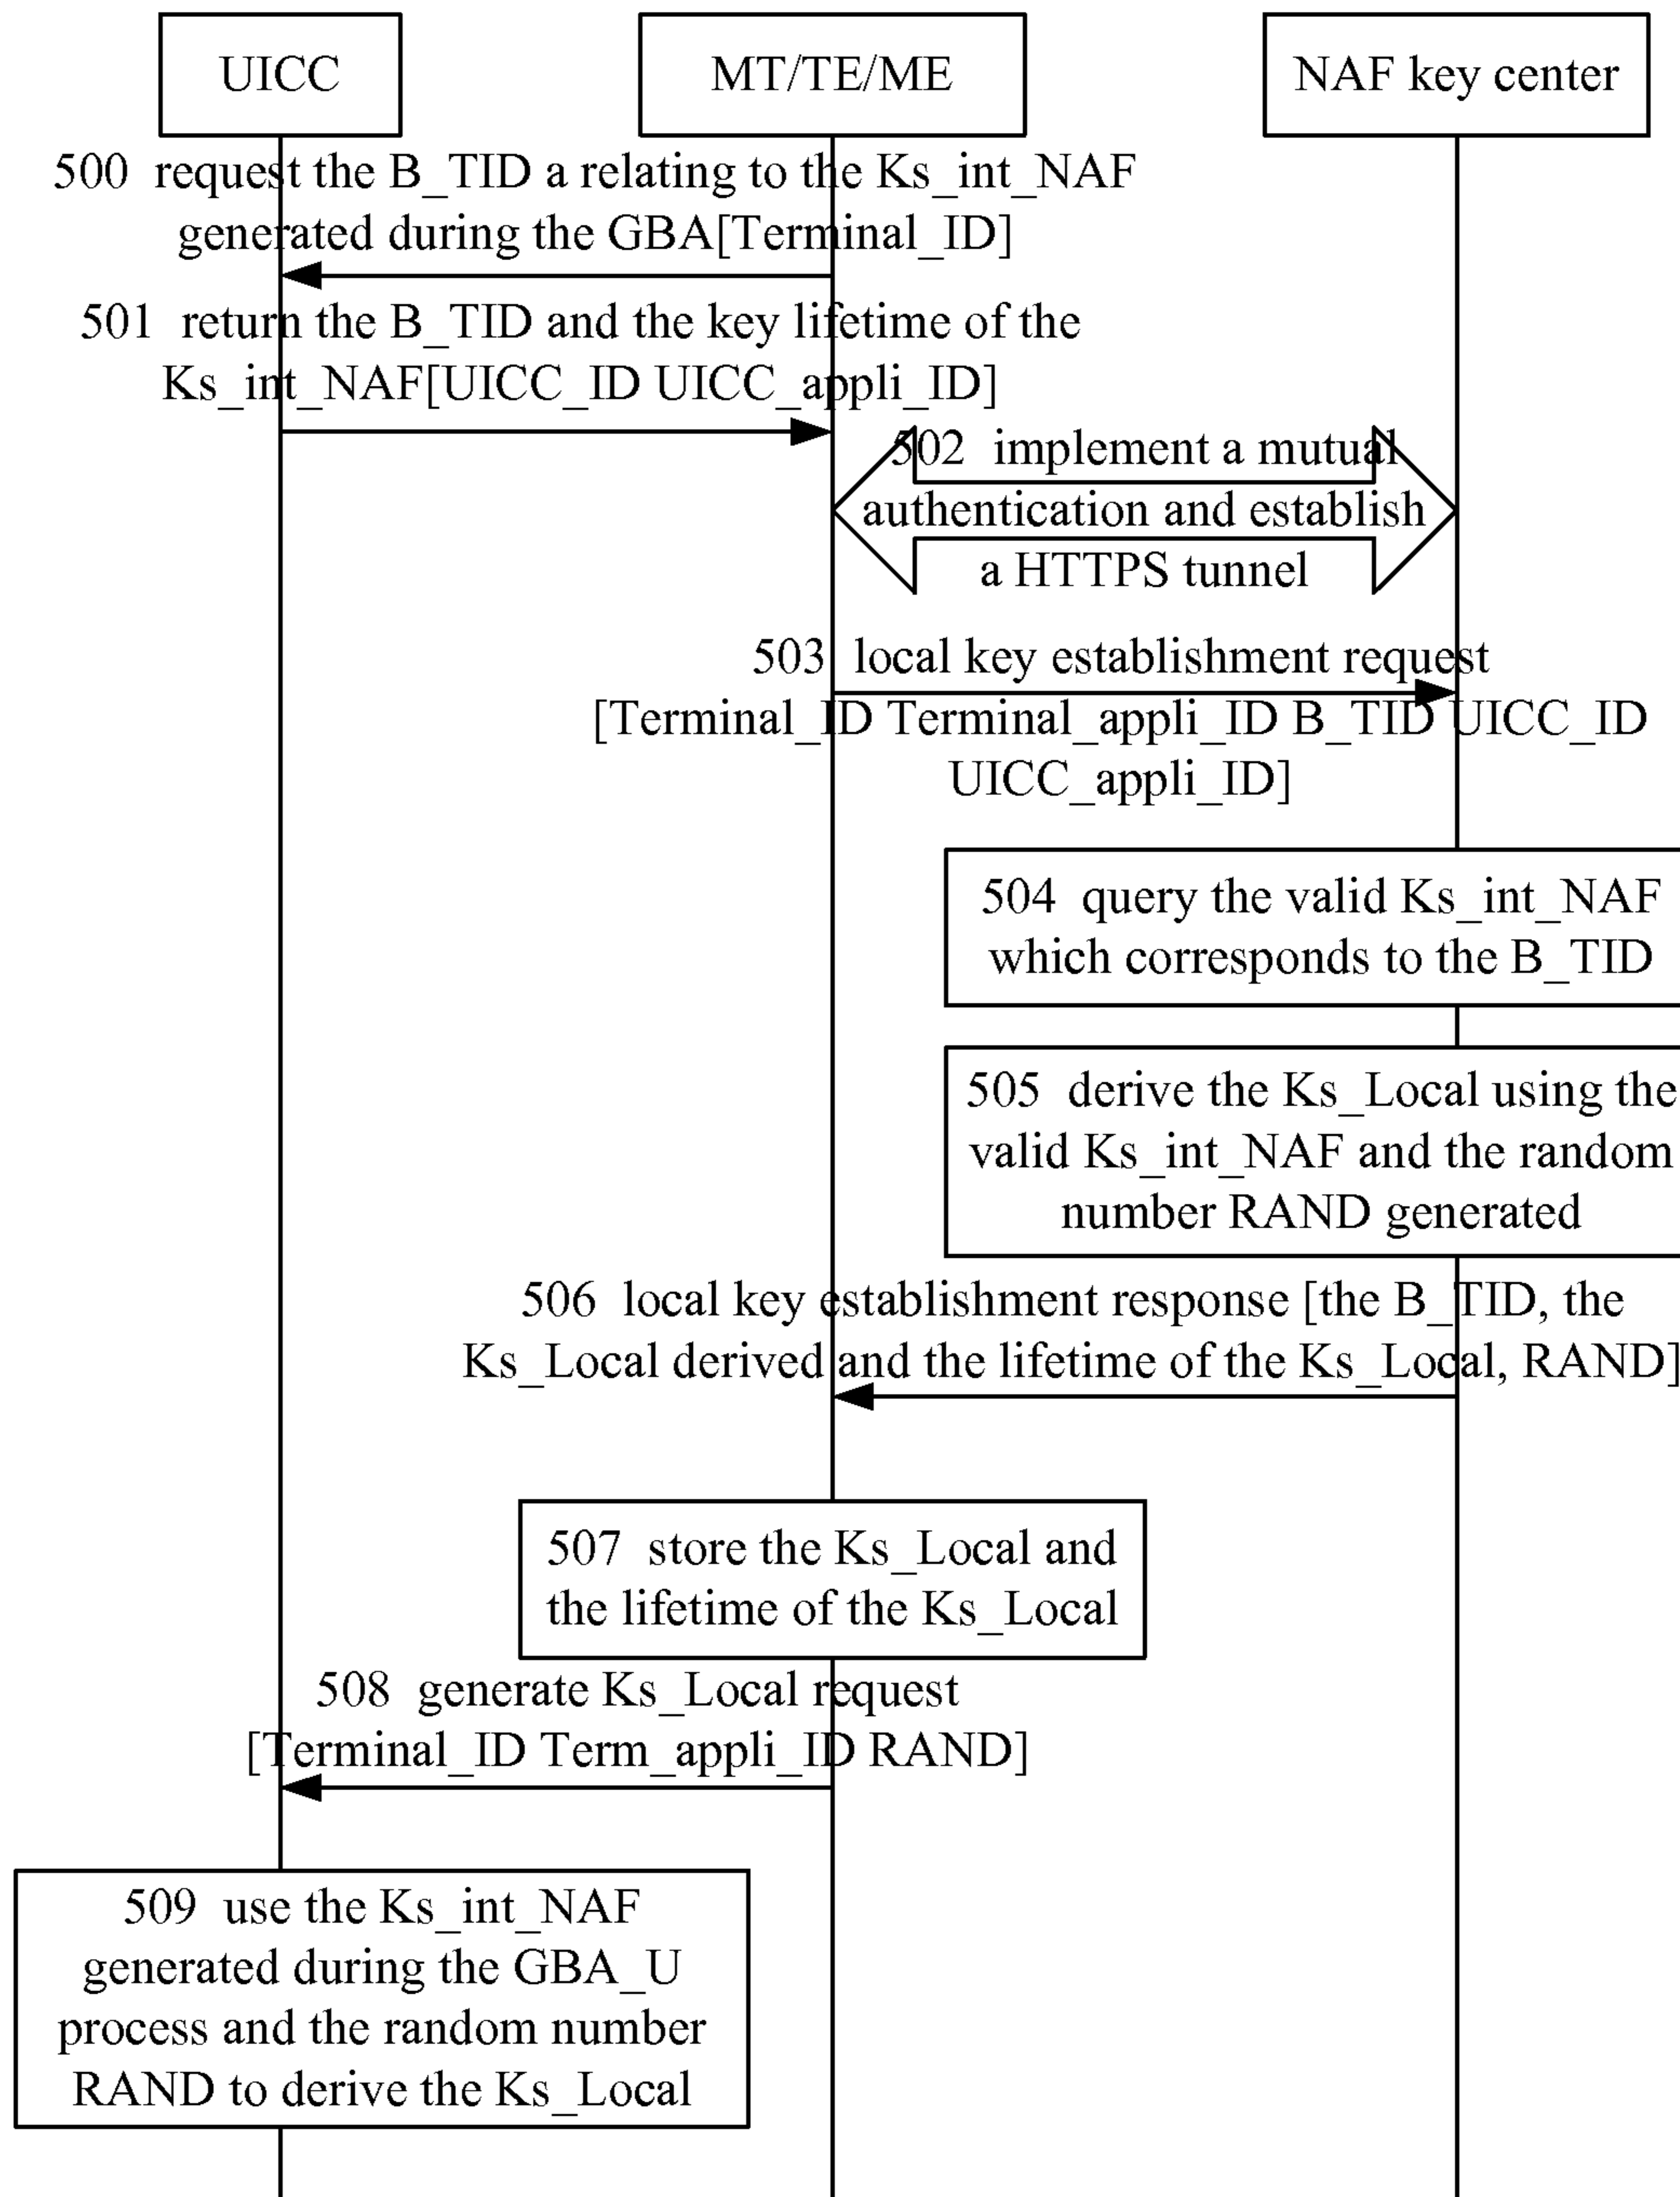 UICC
MT/TE/ME
NAF key center
500 request the B_TID a relating to the Ks_int_NAF
generated during the GBA[Terminal_ID]
501 return the B_TID and the key lifetime of the
Ks_int_NAF[UICC_ID UICC_appli_ID]
502 implement a mutual
authentication and establish
a HTTPS tunnel
503 local key establishment request
[Terminal_ID Terminal_appli_ID B_TID UICC_ID
UICC_appli_ID]
504 query the valid Ks_int_NAF
which corresponds to the B_TID
505 derive the Ks_Local using the
valid Ks_int_NAF and the random
number RAND generated
506 local key establishment response [the B_TID, the
Ks_Local derived and the lifetime of the Ks_Local, RAND]
507 store the Ks_Local and
the lifetime of the Ks_Local
508 generate Ks_Local request
[Terminal_ID Term_appli_ID RAND]
509 use the Ks_int_NAF
generated during the GBA_U
process and the random number
RAND to derive the Ks_Local